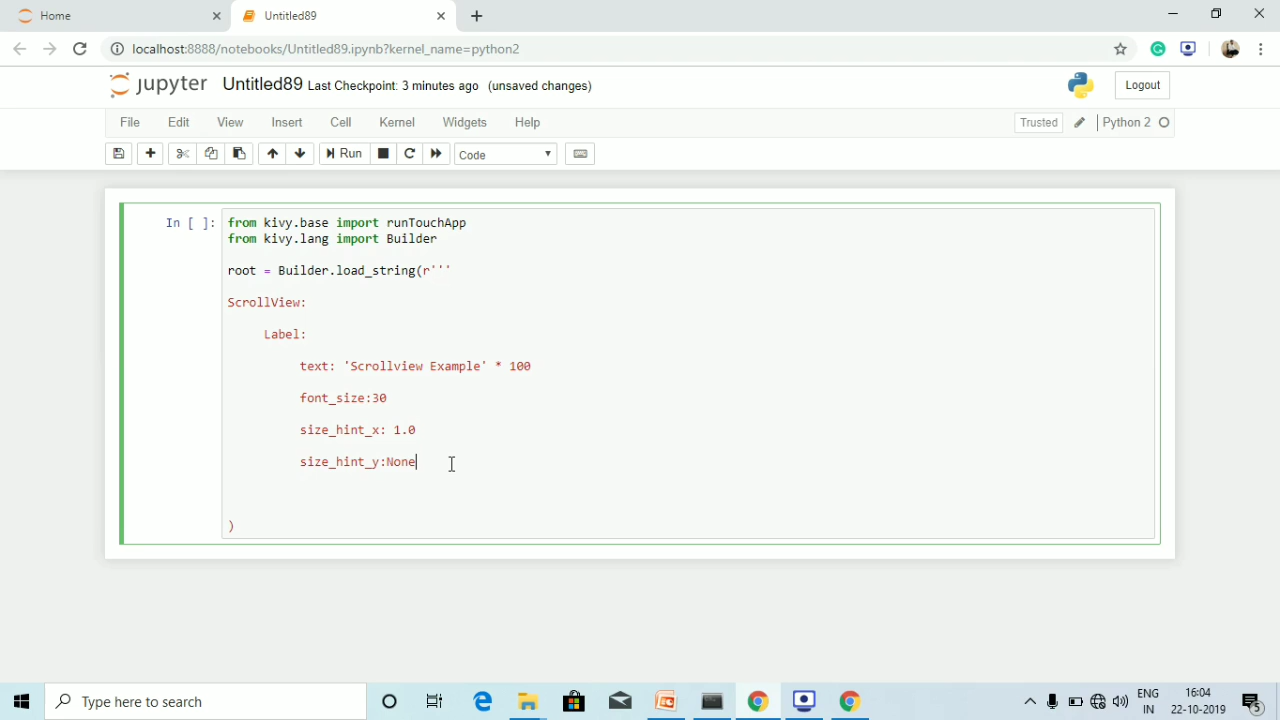 Home
Untitled89
localhost:8888/notebooks/Untitled89.ipynb?kernel_name=python2
jupyter Untitled89 Last Checkpoint: 3 minutes ago (unsaved changes)
Logout
File Edit View Insert Cell Kernel Widgets Help
Trusted
Python 2
Run
Code
In [ ]: from kivy.base import runTouchApp
from kivy.lang import Builder
root = Builder.load_string(r'''
ScrollView:
Label:
text: 'Scrollview Example' * 100
font_size:30
size_hint_x: 1.0
size_hint_y:None
)
Type here to search
ENG
IN
16:04
22-10-2019
5